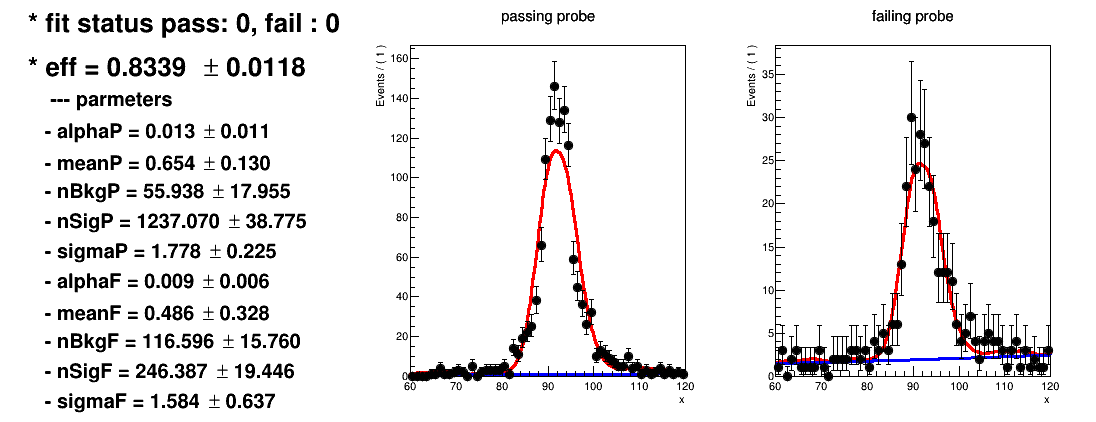 * fit status pass: 0, fail : 0
* eff = 0.8339 ± 0.0118
--- parmeters
- alphaP = 0.013 ± 0.011
- meanP = 0.654 ± 0.130
- nBkgP = 55.938 ± 17.955
- nSigP = 1237.070 ± 38.775
- sigmaP = 1.778 ± 0.225
- alphaF = 0.009 ± 0.006
- meanF = 0.486 ± 0.328
- nBkgF = 116.596 ± 15.760
- nSigF = 246.387 ± 19.446
- sigmaF = 1.584 ± 0.637
passing probe
Events / ( 1 )
160
140
120
100
80
60
40
20
0
60 70 80 90 100 110 120
x
failing probe
Events / ( 1 )
35
30
25
20
15
10
5
0
60 70 80 90 100 110 120
x